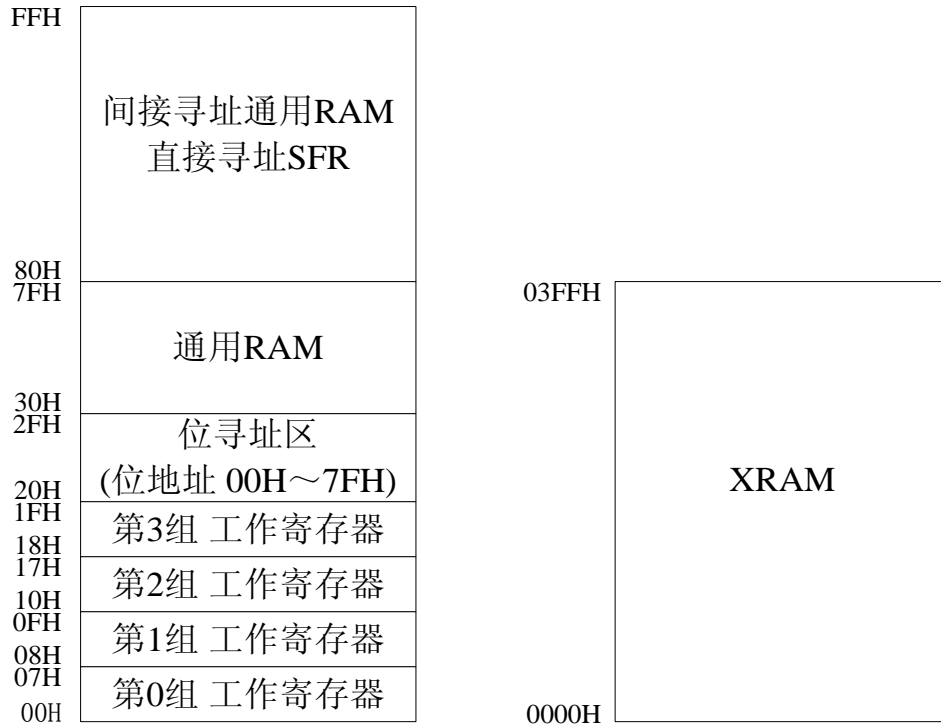 FFH
间接寻址通用RAM
直接寻址SFR
80H
7FH
通用RAM
30H
2FH
位寻址区
(位地址 00H～7FH)
20H
1FH
第3组 工作寄存器
18H
17H
第2组 工作寄存器
10H
0FH
第1组 工作寄存器
08H
07H
第0组 工作寄存器
00H
03FFH
XRAM
0000H